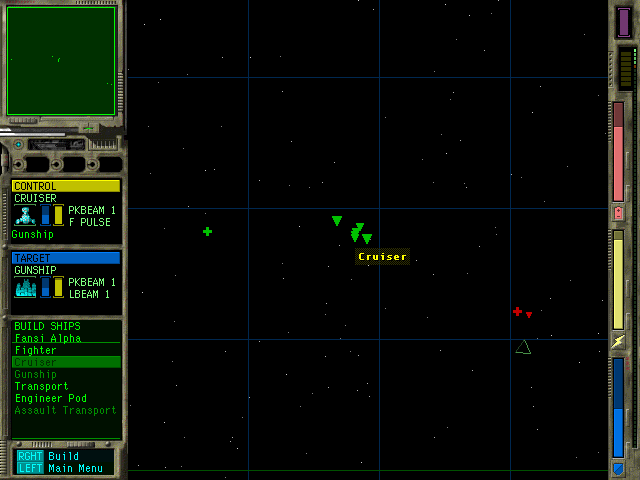 CONTROL
CRUISER
PKBEAM 1
F PULSE
Gunship
TARGET
GUNSHIP
PKBEAM 1
LBEAM 1
BUILD SHIPS
Fansi Alpha
Fighter
Cruiser
Gunship
Transport
Engineer Pod
Assault Transport
RGHT Build
LEFT Main Menu
Cruiser